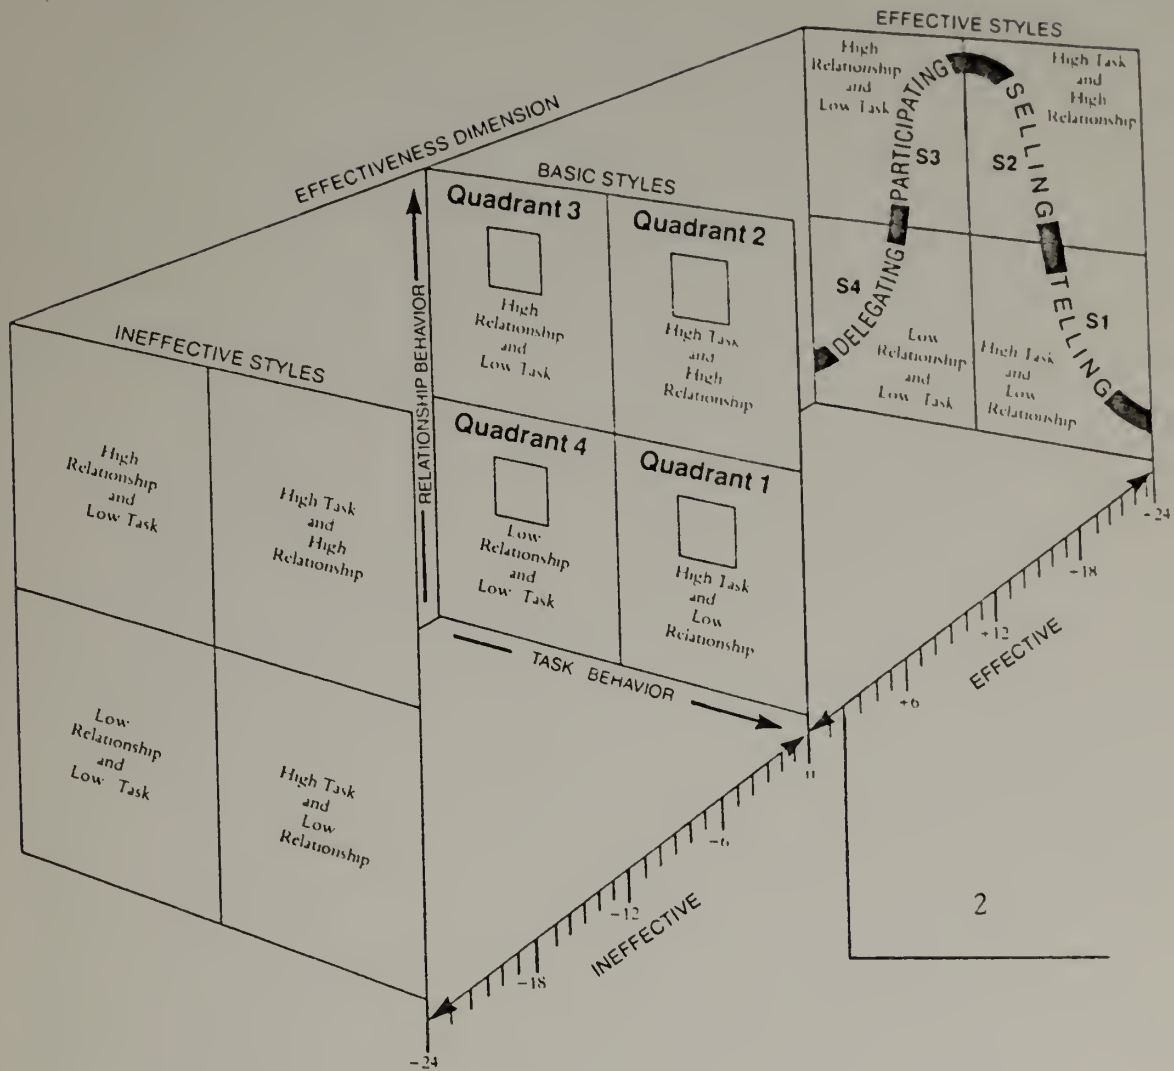 EFFECTIVE STYLES
High
Relationship
and
Low Task
High Task
and
High
Relationship
PARTICIPATING
SELLING
S3
S2
DELEGATING
TELLING
S4
S1
Low
Relationship
and
Low Task
High Task
and
Low
Relationship
EFFECTIVENESS DIMENSION
BASIC STYLES
Quadrant 3
High
Relationship
and
Low Task
Quadrant 2
High Task
and
High
Relationship
Quadrant 4
Low
Relationship
and
Low Task
Quadrant 1
High Task
and
Low
Relationship
RELATIONSHIP BEHAVIOR
TASK BEHAVIOR
INEFFECTIVE STYLES
High
Relationship
and
Low Task
High Task
and
High
Relationship
Low
Relationship
and
Low Task
High Task
and
Low
Relationship
+24
+18
+12
+6
EFFECTIVE
0
-6
-12
-18
-24
INEFFECTIVE
2